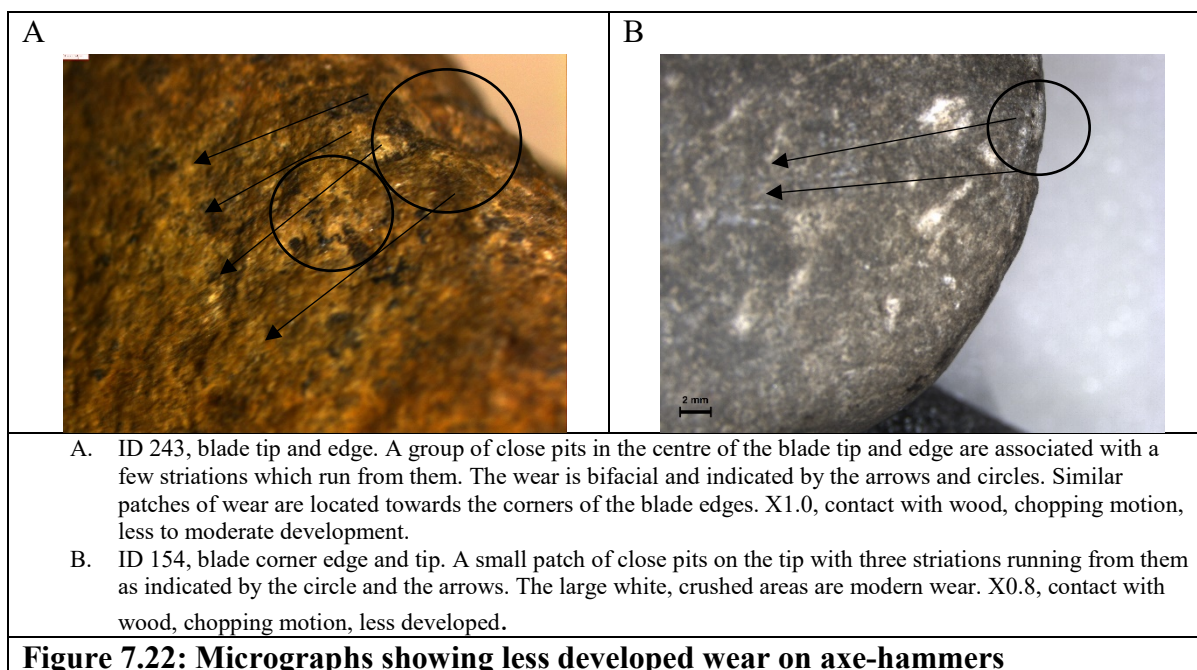 A
B
2 mm
A. ID 243, blade tip and edge. A group of close pits in the centre of the blade tip and edge are associated with a
few striations which run from them. The wear is bifacial and indicated by the arrows and circles. Similar
patches of wear are located towards the corners of the blade edges. X1.0, contact with wood, chopping motion,
less to moderate development.
B. ID 154, blade corner edge and tip. A small patch of close pits on the tip with three striations running from them
as indicated by the circle and the arrows. The large white, crushed areas are modern wear. X0.8, contact with
wood, chopping motion, less developed.
Figure 7.22: Micrographs showing less developed wear on axe-hammers